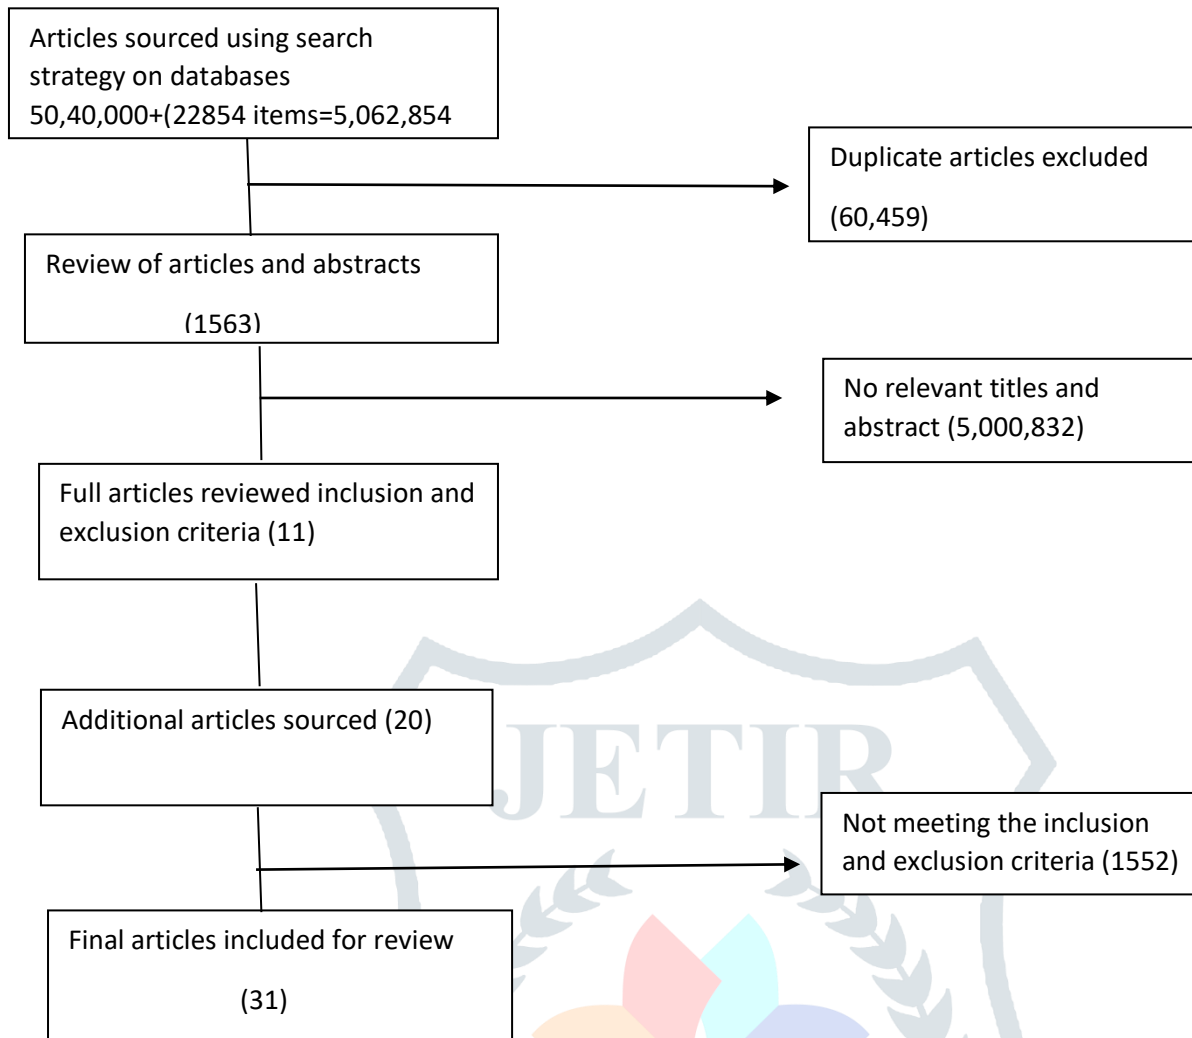 Articles sourced using search
strategy on databases
50,40,000+(22854 items=5,062,854
Duplicate articles excluded
(60,459)
Review of articles and abstracts
(1563)
No relevant titles and
abstract (5,000,832)
Full articles reviewed inclusion and
exclusion criteria (11)
Additional articles sourced (20)
JETIR
Not meeting the inclusion
and exclusion criteria (1552)
Final articles included for review
(31)